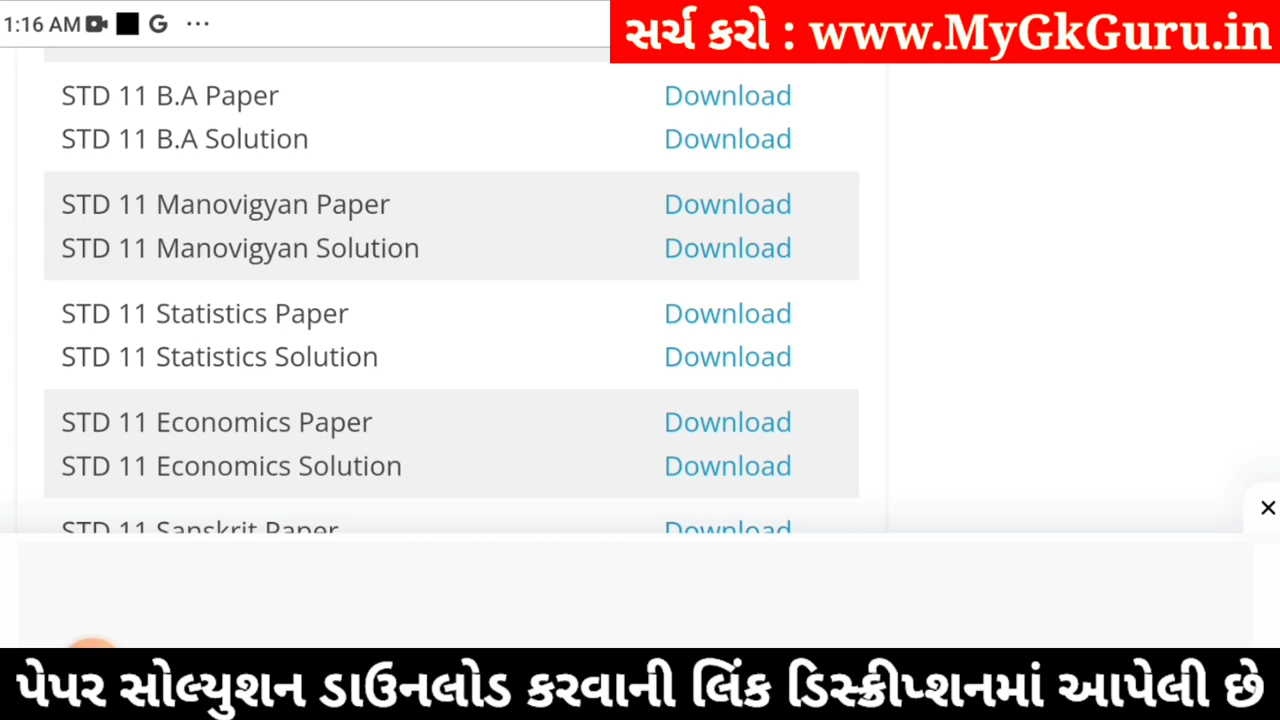 1:16 AM G ...
સર્ચ કરો : www.MyGkGuru.in
STD 11 B.A Paper Download
STD 11 B.A Solution Download
STD 11 Manovigyan Paper Download
STD 11 Manovigyan Solution Download
STD 11 Statistics Paper Download
STD 11 Statistics Solution Download
STD 11 Economics Paper Download
STD 11 Economics Solution Download
STD 11 Sanskrit Paper Download
પેપર સોલ્યુશન ડાઉનલોડ કરવાની લિંક ડિસ્ક્રીપ્શનમાં આપેલી છે